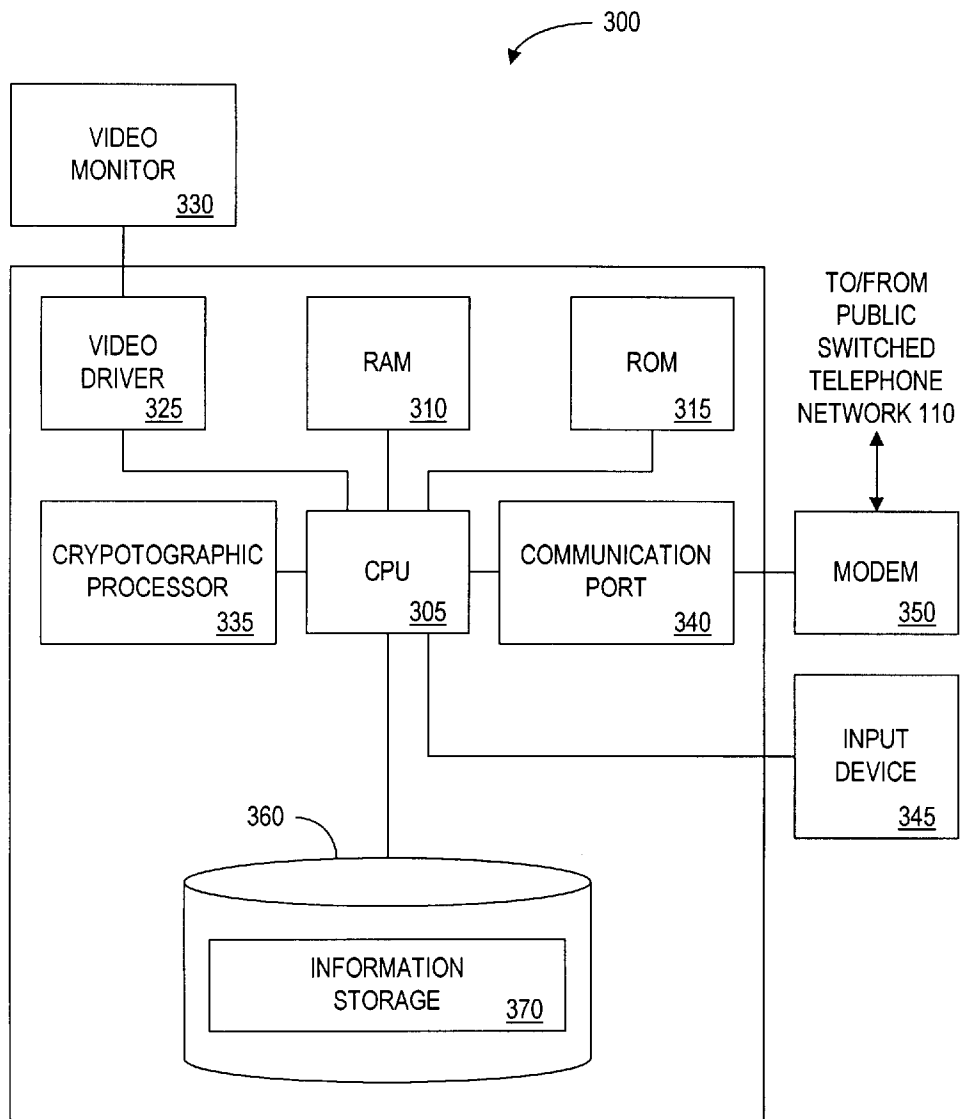 300
VIDEO
MONITOR
330
VIDEO
DRIVER
325
RAM
310
ROM
315
TO/FROM
PUBLIC
SWITCHED
TELEPHONE
NETWORK 110
CRYPOTOGRAPHIC
PROCESSOR
335
CPU
305
COMMUNICATION
PORT
340
MODEM
350
INPUT
DEVICE
345
360
INFORMATION
STORAGE
370